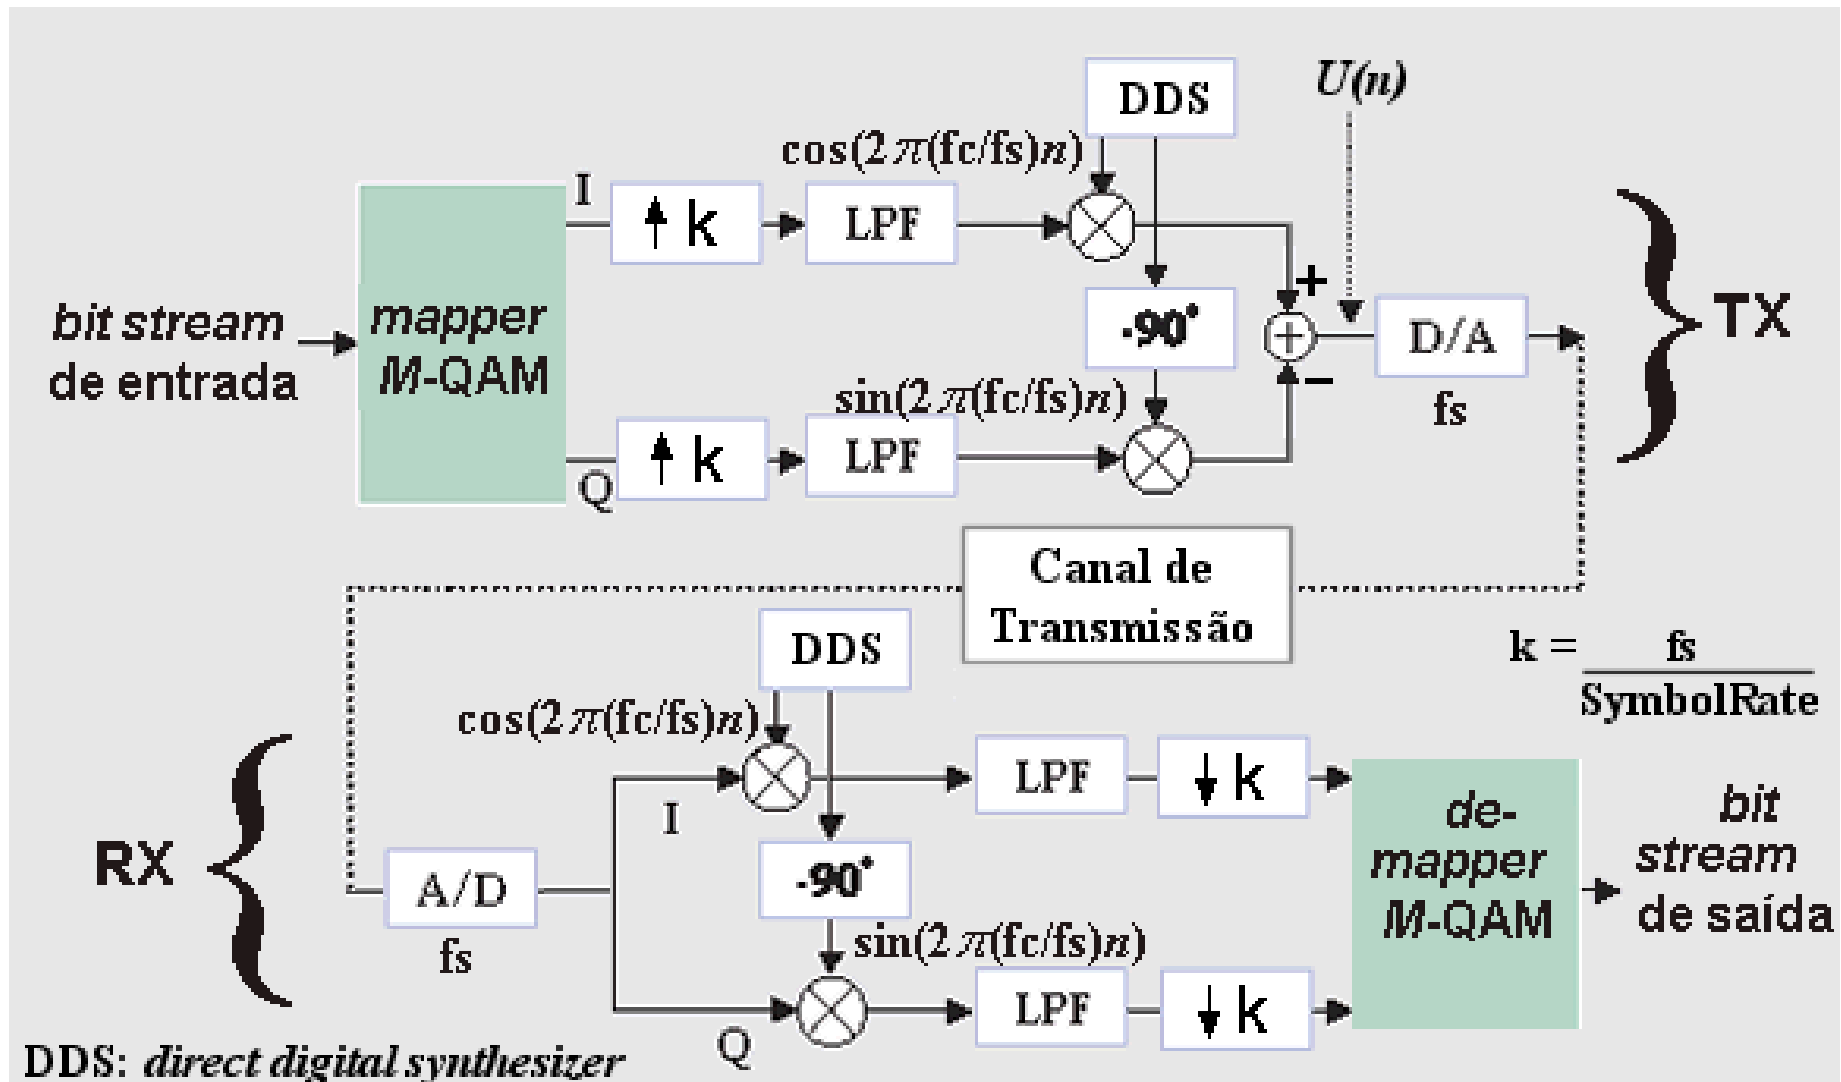 DDS
U(n)
cos(2π(fc/fs)n)
I
↑ k
LPF
mapper
M-QAM
bit stream
de entrada
-90°
+
−
D/A
fs
TX
sin(2π(fc/fs)n)
Q
↑ k
LPF
Canal de
Transmissão
k = fs
SymbolRate
DDS
cos(2π(fc/fs)n)
I
LPF
↓ k
RX
A/D
fs
-90°
sin(2π(fc/fs)n)
Q
LPF
↓ k
de-
mapper
M-QAM
bit
stream
de saída
DDS: direct digital synthesizer